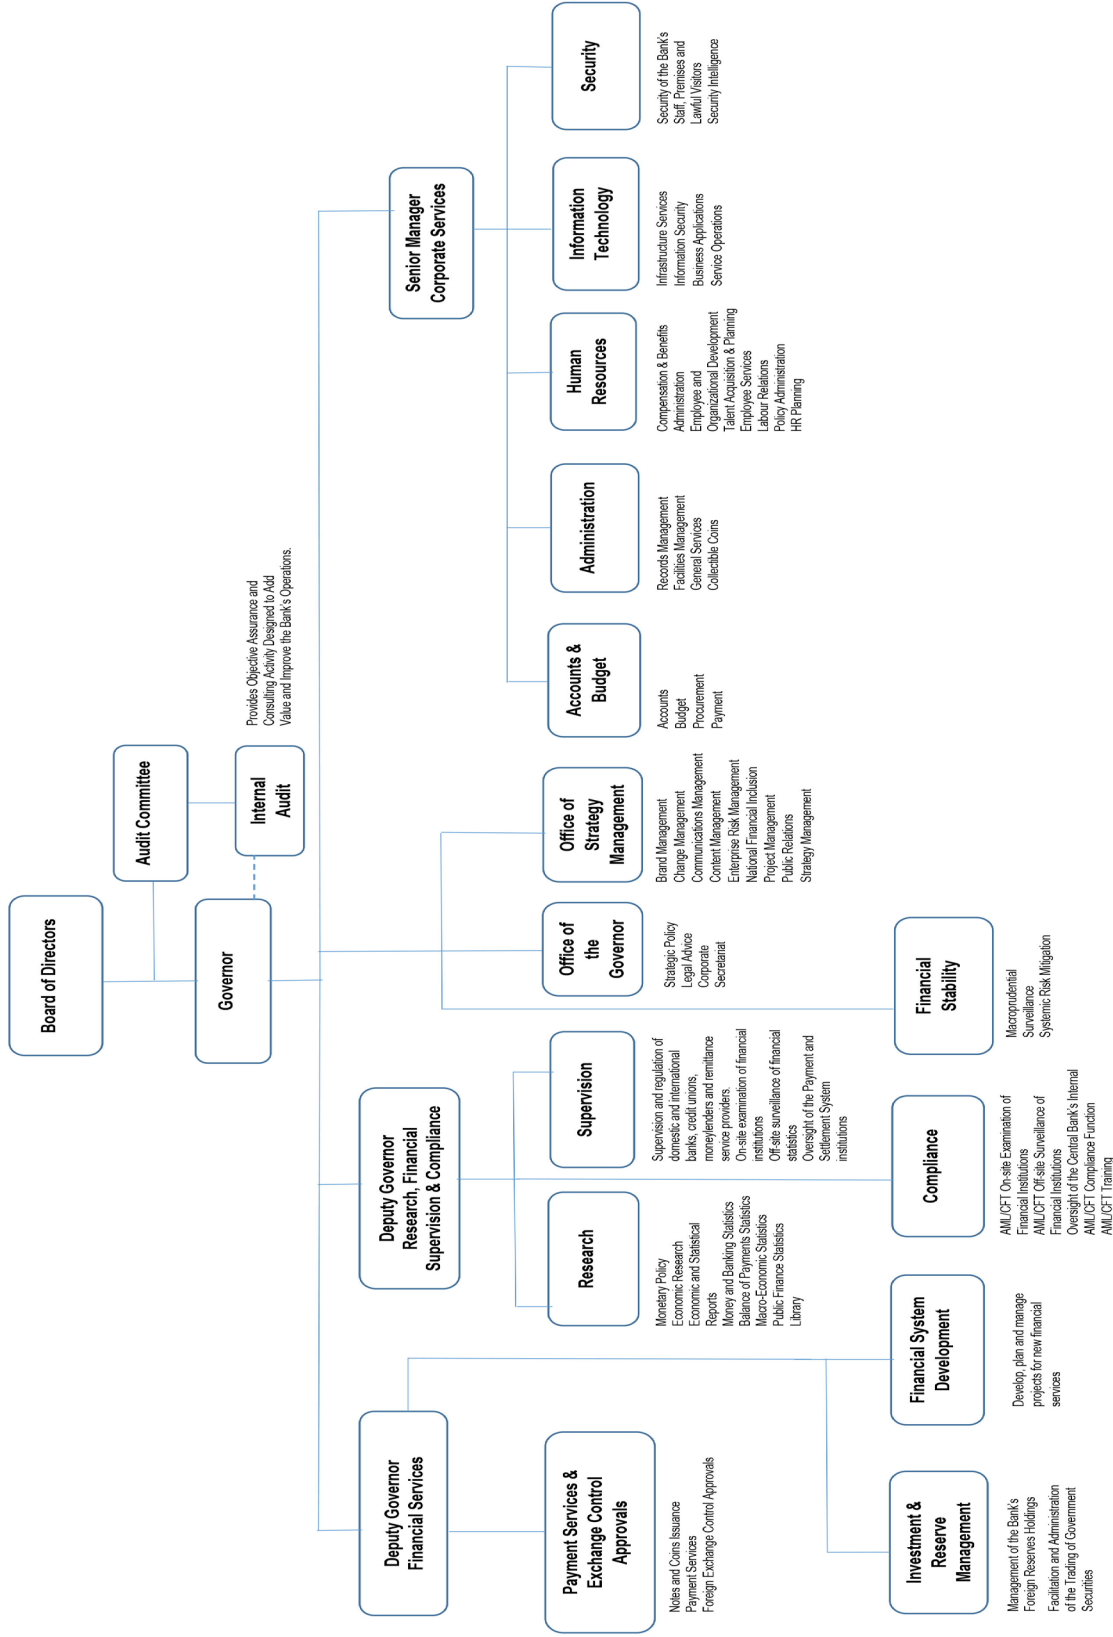 Board of Directors
Audit Committee
Governor
Internal
Audit
Provides Objective Assurance and
Consulting Activity Designed to Add
Value and Improve the Bank's Operations.
Deputy Governor
Financial Services
Deputy Governor
Research, Financial
Supervision & Compliance
Senior Manager
Corporate Services
Payment Services &
Exchange Control
Approvals
Notes and Coins Issuance
Payment Services
Foreign Exchange Control Approvals
Research
Monetary Policy
Economic Research
Economic and Statistical
Reports
Money and Banking Statistics
Balance of Payments Statistics
Macro-Economic Statistics
Public Finance Statistics
Library
Supervision
Supervision and regulation of
domestic and international
banks, credit unions,
moneylenders and remittance
service providers.
On-site examination of financial
institutions
Off-site surveillance of financial
statistics
Oversight of the Payment and
Settlement System
institutions
Office of
the
Governor
Strategic Policy
Legal Advice
Corporate
Secretariat
Office of
Strategy
Management
Brand Management
Change Management
Communications Management
Content Management
Enterprise Risk Management
National Financial Inclusion
Project Management
Public Relations
Strategy Management
Accounts &
Budget
Accounts
Budget
Procurement
Payment
Administration
Records Management
Facilities Management
General Services
Collectible Coins
Human
Resources
Compensation & Benefits
Administration
Employee and
Organizational Development
Talent Acquisition & Planning
Employee Services
Labour Relations
Policy Administration
HR Planning
Information
Technology
Infrastructure Services
Information Security
Business Applications
Service Operations
Security
Security of the Bank's
Staff, Premises and
Lawful Visitors
Security Intelligence
Investment &
Reserve
Management
Management of the Bank's
Foreign Reserves Holdings
Facilitation and Administration
of the Trading of Government
Securities
Financial System
Development
Develop, plan and manage
projects for new financial
services
Compliance
AML/CFT On-site Examination of
Financial Institutions
AML/CFT Off-site Surveillance of
Financial Institutions
Oversight of the Central Bank's Internal
AML/CFT Compliance Function
AML/CFT Training
Financial
Stability
Macroprudential
Surveillance
Systemic Risk Mitigation